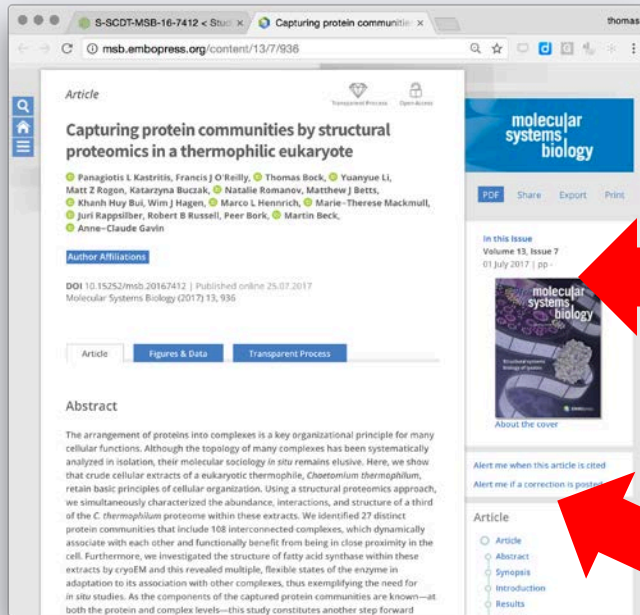 S-SCDT-MSB-16-7412 < Stud
Capturing protein communitie
thomas
msb.embopress.org/content/13/7/936
Article
Transparent Process
Open Access
Capturing protein communities by structural
proteomics in a thermophilic eukaryote
Panagiotis L Kastritis, Francis J O'Reilly, Thomas Bock, Yuanyue Li,
Matt Z Rogon, Katarzyna Buczak, Natalie Romanov, Matthew J Betts,
Khanh Huy Bui, Wim J Hagen, Marco L Hennrich, Marie-Therese Mackmull,
Juri Rappsilber, Robert B Russell, Peer Bork, Martin Beck,
Anne-Claude Gavin
Author Affiliations
DOI 10.15252/msb.20167412 | Published online 25.07.2017
Molecular Systems Biology (2017) 13, 936
Article
Figures & Data
Transparent Process
Abstract
The arrangement of proteins into complexes is a key organizational principle for many
cellular functions. Although the topology of many complexes has been systematically
analyzed in isolation, their molecular sociology in situ remains elusive. Here, we show
that crude cellular extracts of a eukaryotic thermophile, Chaetomium thermophilum,
retain basic principles of cellular organization. Using a structural proteomics approach,
we simultaneously characterized the abundance, interactions, and structure of a third
of the C. thermophilum proteome within these extracts. We identified 27 distinct
protein communities that include 108 interconnected complexes, which dynamically
associate with each other and functionally benefit from being in close proximity in the
cell. Furthermore, we investigated the structure of fatty acid synthase within these
extracts by cryoEM and this revealed multiple, flexible states of the enzyme in
adaptation to its association with other complexes, thus exemplifying the need for
in situ studies. As the components of the captured protein communities are known—at
both the protein and complex levels—this study constitutes another step forward
molecular
systems
biology
PDF
Share
Export
Print
In this Issue
Volume 13, Issue 7
01 July 2017 | pp -
molecular
systems
biology
Structural systems
biology of lysates
About the cover
Alert me when this article is cited
Alert me if a correction is posted
Article
Article
Abstract
Synopsis
Introduction
Results